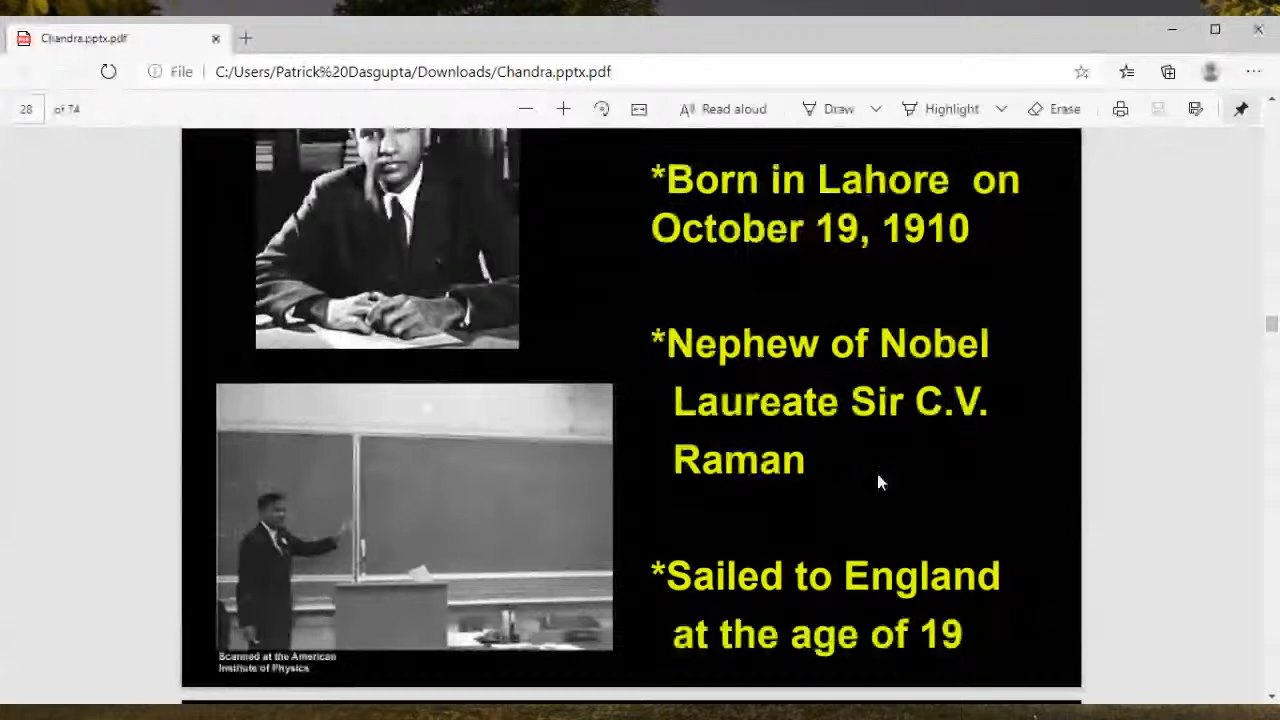 Chandra.pptx.pdf
File
C:/Users/Patrick%20Dasgupta/Downloads/Chandra.pptx.pdf
28 of 74
Read aloud
Draw
Highlight
Erase
*Born in Lahore on
October 19, 1910
*Nephew of Nobel
Laureate Sir C.V.
Raman
*Sailed to England
at the age of 19
Scanned at the American
Institute of Physics